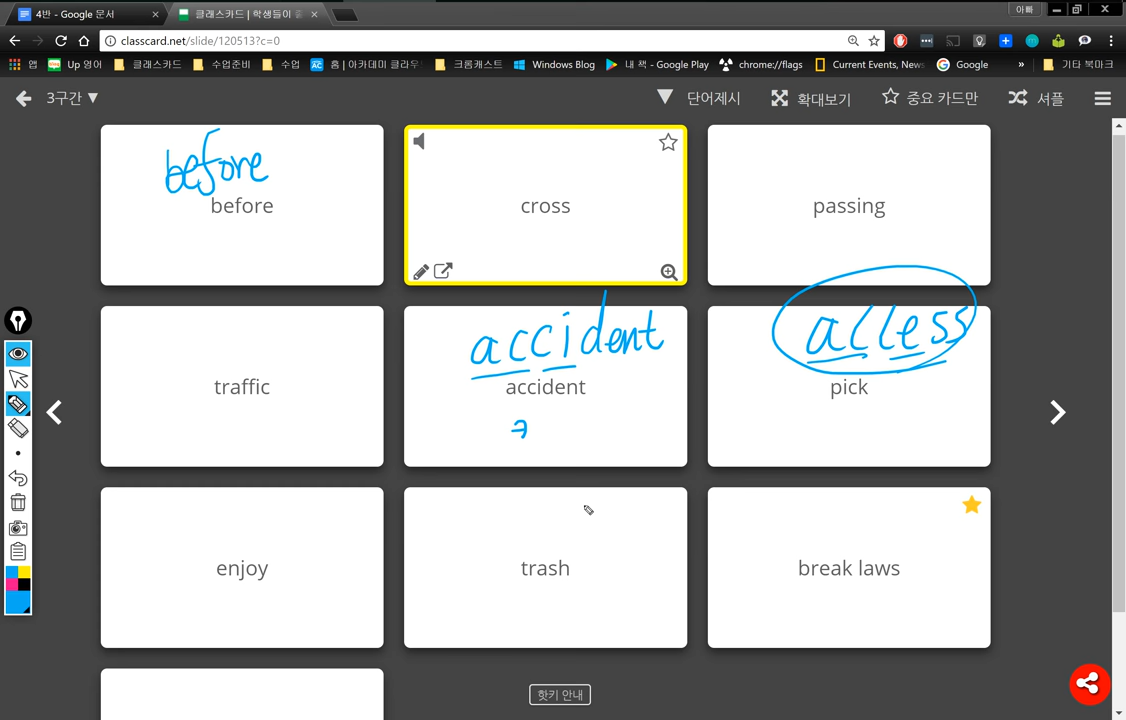 4반 - Google 문서
클래스카드 | 학생들이 즐
아빠
classcard.net/slide/120513?c=0
앱
Up 영어
클래스카드
수업준비
수업
홈 | 아카데미 클라우
크롬캐스트
Windows Blog
내 책 - Google Play
chrome://flags
Current Events, News
Google
»
기타 북마크
3구간 ▼
단어제시
확대보기
중요 카드만
셔플
before
before
cross
passing
traffic
accident
accident
ㅋ
access
pick
enjoy
trash
break laws
핫키 안내